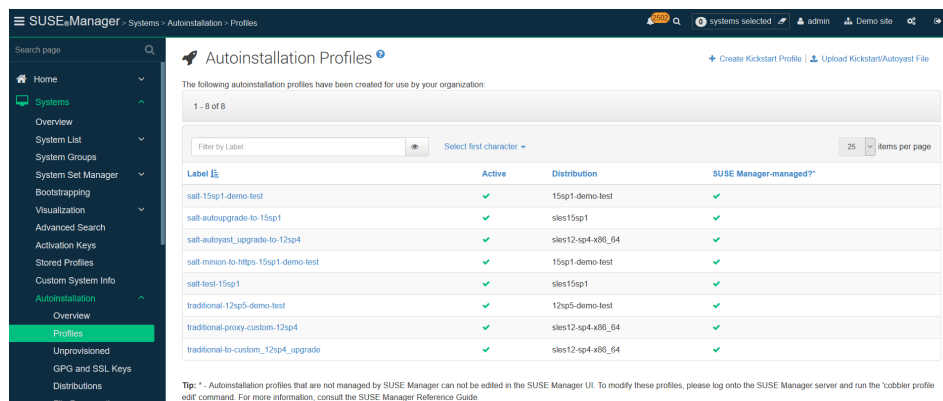 SUSE®Manager > Systems > Autoinstallation > Profiles
2502
0 systems selected
admin
Demo site
Search page
Home
Systems
Overview
System List
System Groups
System Set Manager
Bootstrapping
Visualization
Advanced Search
Activation Keys
Stored Profiles
Custom System Info
Autoinstallation
Overview
Profiles
Unprovisioned
GPG and SSL Keys
Distributions
Autoinstallation Profiles ?
+ Create Kickstart Profile | Upload Kickstart/Autoyast File
The following autoinstallation profiles have been created for use by your organization:
1 - 8 of 8
Filter by Label:
Select first character
25 items per page
Label Active Distribution SUSE Manager-managed?*
salt-15sp1-demo-test 15sp1-demo-test
salt-autoupgrade-to-15sp1 sles15sp1
salt-autoyast_upgrade-to-12sp4 sles12-sp4-x86_64
salt-minion-to-https-15sp1-demo-test 15sp1-demo-test
salt-test-15sp1 sles15sp1
traditional-12sp5-demo-test 12sp5-demo-test
traditional-proxy-custom-12sp4 sles12-sp4-x86_64
traditional-to-custom_12sp4_upgrade sles12-sp4-x86_64
Tip: * - Autoinstallation profiles that are not managed by SUSE Manager can not be edited in the SUSE Manager UI. To modify these profiles, please log onto the SUSE Manager server and run the 'cobbler profile
edit' command. For more information, consult the SUSE Manager Reference Guide.